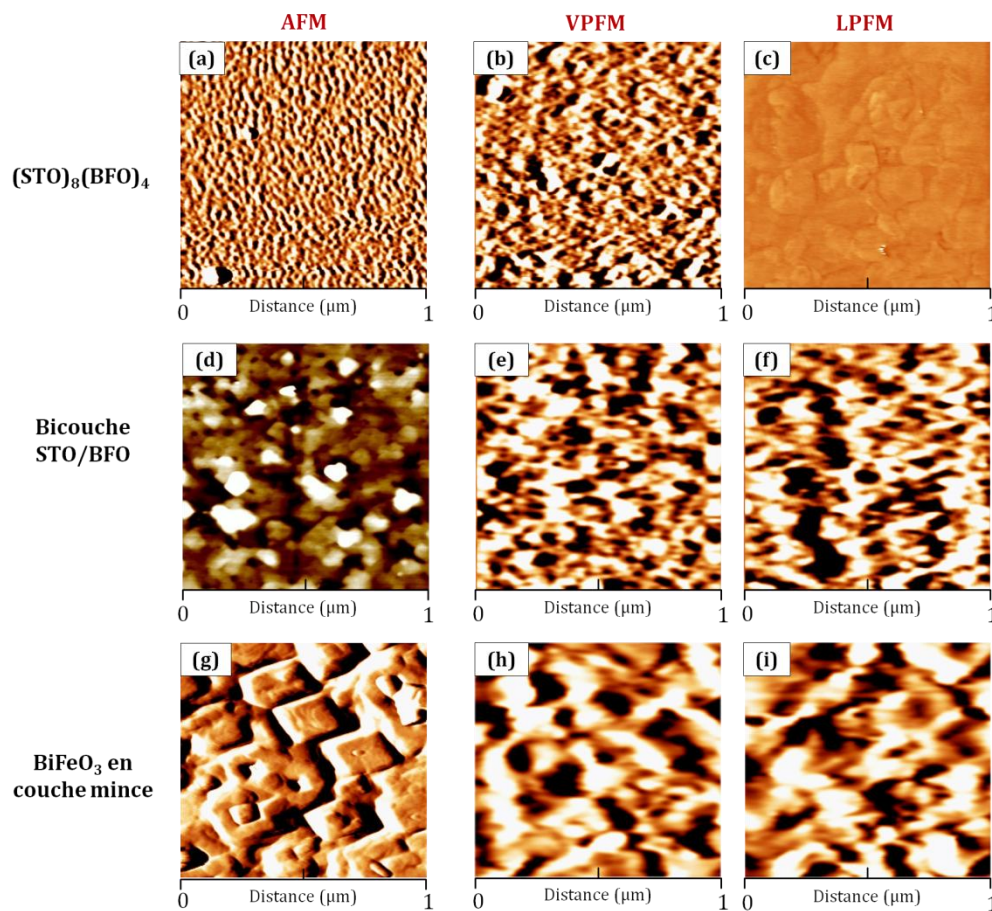 AFM VPFM LPFM
(a) (b) (c)
(STO)₈(BFO)₄
0 Distance (µm) 1 0 Distance (µm) 1 0 Distance (µm) 1
(d) (e) (f)
Bicouche
STO/BFO
0 Distance (µm) 1 0 Distance (µm) 1 0 Distance (µm) 1
(g) (h) (i)
BiFeO₃ en
couche mince
0 Distance (µm) 1 0 Distance (µm) 1 0 Distance (µm) 1